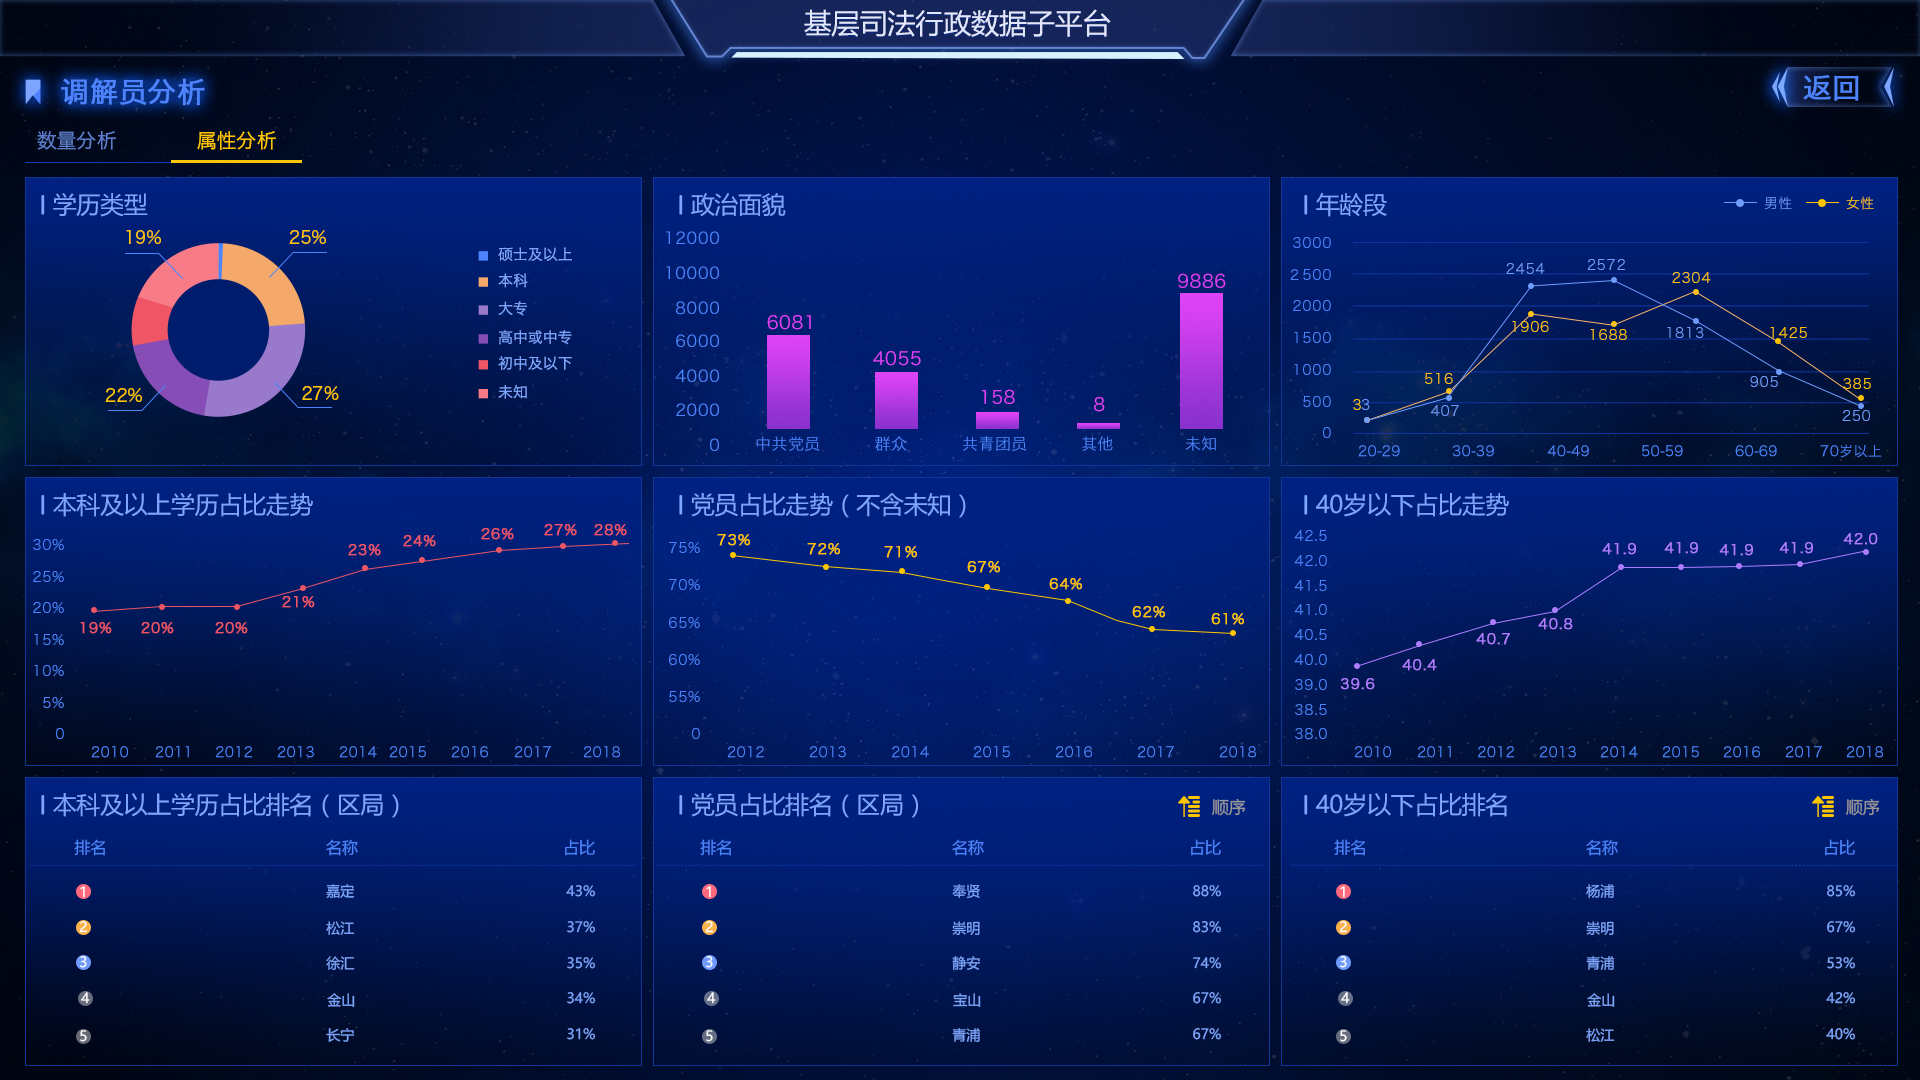 基层司法行政数据子平台
调解员分析
返回
数量分析 属性分析
学历类型
19%
25%
22%
27%
硕士及以上
本科
大专
高中或中专
初中及以下
未知
政治面貌
12000
10000
8000
6000
4000
2000
0
6081
4055
158
8
9886
中共党员 群众 共青团员 其他 未知
年龄段
男性 女性
3000
2500
2000
1500
1000
500
0
33
516
407
2454
1906
2572
1688
2304
1813
1425
905
385
250
20-29 30-39 40-49 50-59 60-69 70岁以上
本科及以上学历占比走势
30%
25%
20%
15%
10%
5%
0
19% 20% 20% 21% 23% 24% 26% 27% 28%
2010 2011 2012 2013 2014 2015 2016 2017 2018
党员占比走势（不含未知）
75%
70%
65%
60%
55%
0
73% 72% 71% 67% 64% 62% 61%
2012 2013 2014 2015 2016 2017 2018
40岁以下占比走势
42.5
42.0
41.5
41.0
40.5
40.0
39.0
38.5
38.0
39.6 40.4 40.7 40.8 41.9 41.9 41.9 41.9 42.0
2010 2011 2012 2013 2014 2015 2016 2017 2018
本科及以上学历占比排名（区局）
排名 名称 占比
1 嘉定 43%
2 松江 37%
3 徐汇 35%
4 金山 34%
5 长宁 31%
党员占比排名（区局）
顺序
排名 名称 占比
1 奉贤 88%
2 崇明 83%
3 静安 74%
4 宝山 67%
5 青浦 67%
40岁以下占比排名
顺序
排名 名称 占比
1 杨浦 85%
2 崇明 67%
3 青浦 53%
4 金山 42%
5 松江 40%